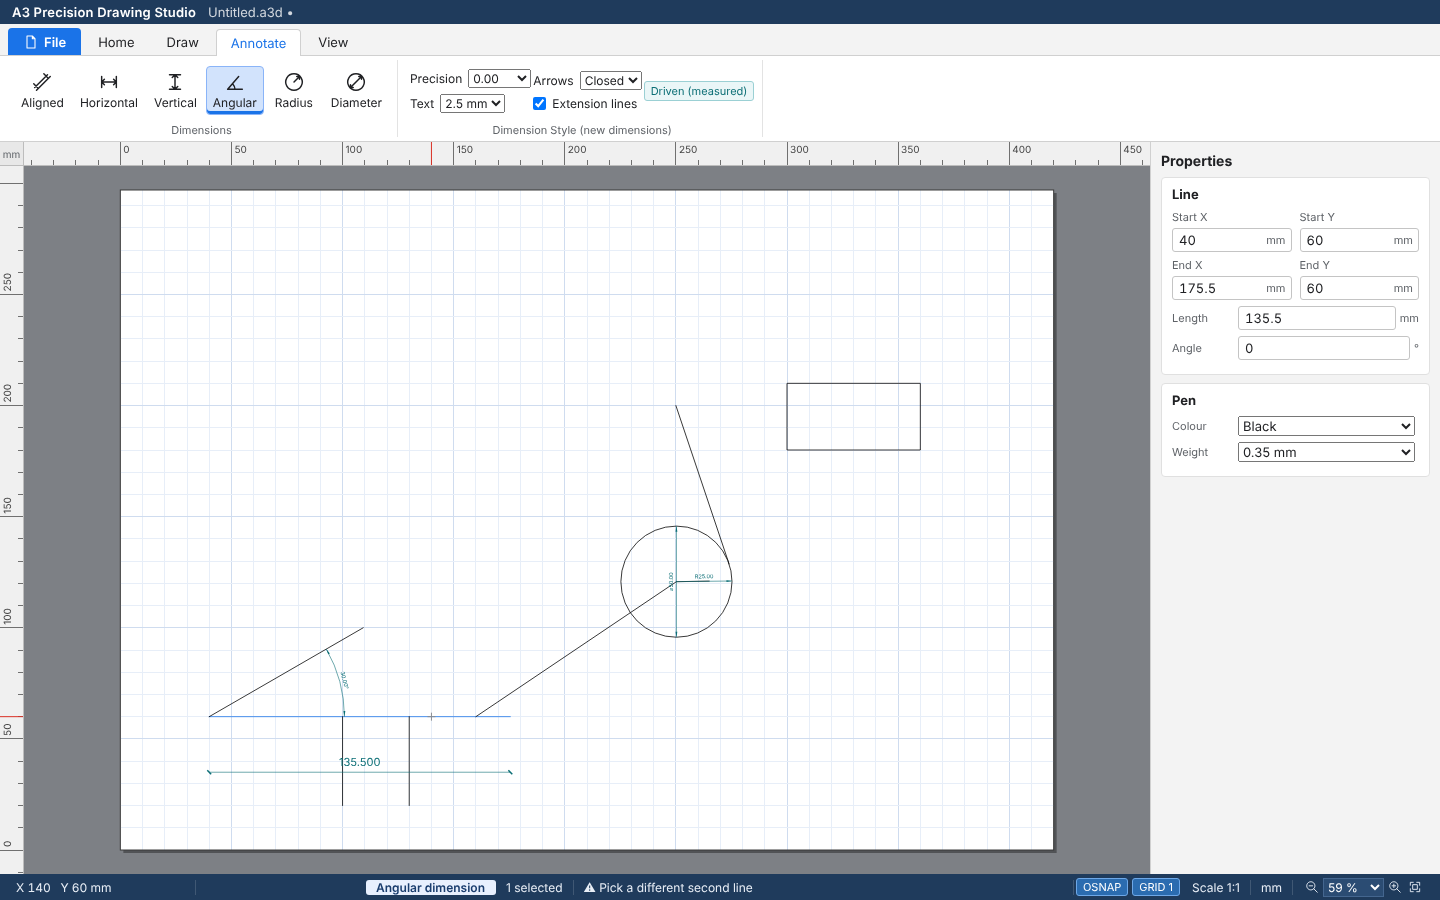 A3 Precision Drawing Studio Untitled.a3d •
File Home Draw Annotate View
Aligned Horizontal Vertical Angular Radius Diameter
Dimensions
Precision 0.00 Arrows Closed
Text 2.5 mm Extension lines
Driven (measured)
Dimension Style (new dimensions)
mm 0 50 100 150 200 250 300 350 400 450
250
200
150
100
50
0
R25.00
30.00°
135.500
Properties
Line
Start X Start Y
40 mm 60 mm
End X End Y
175.5 mm 60 mm
Length 135.5 mm
Angle 0 °
Pen
Colour Black
Weight 0.35 mm
X 140 Y 60 mm Angular dimension 1 selected Pick a different second line OSNAP GRID 1 Scale 1:1 mm 59 %